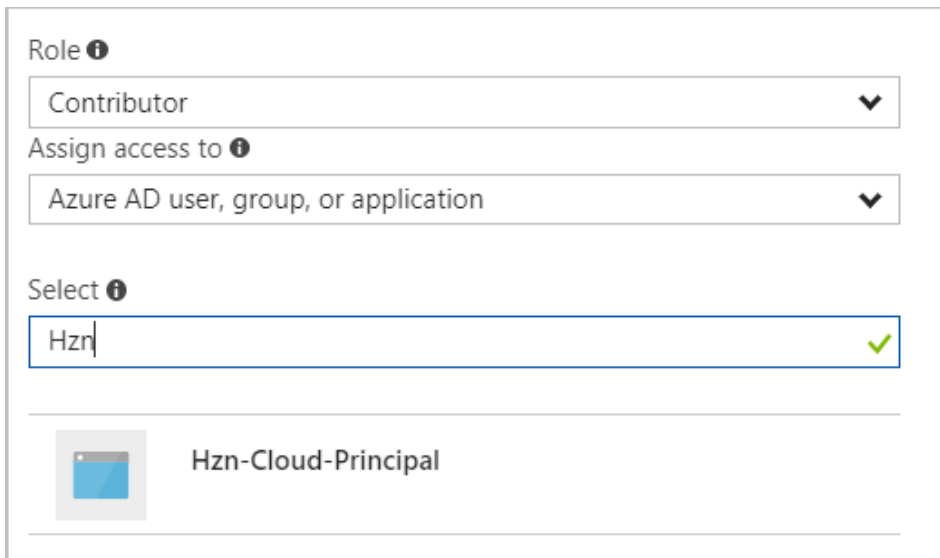 Role
Contributor
Assign access to
Azure AD user, group, or application
Select
Hzn
Hzn-Cloud-Principal